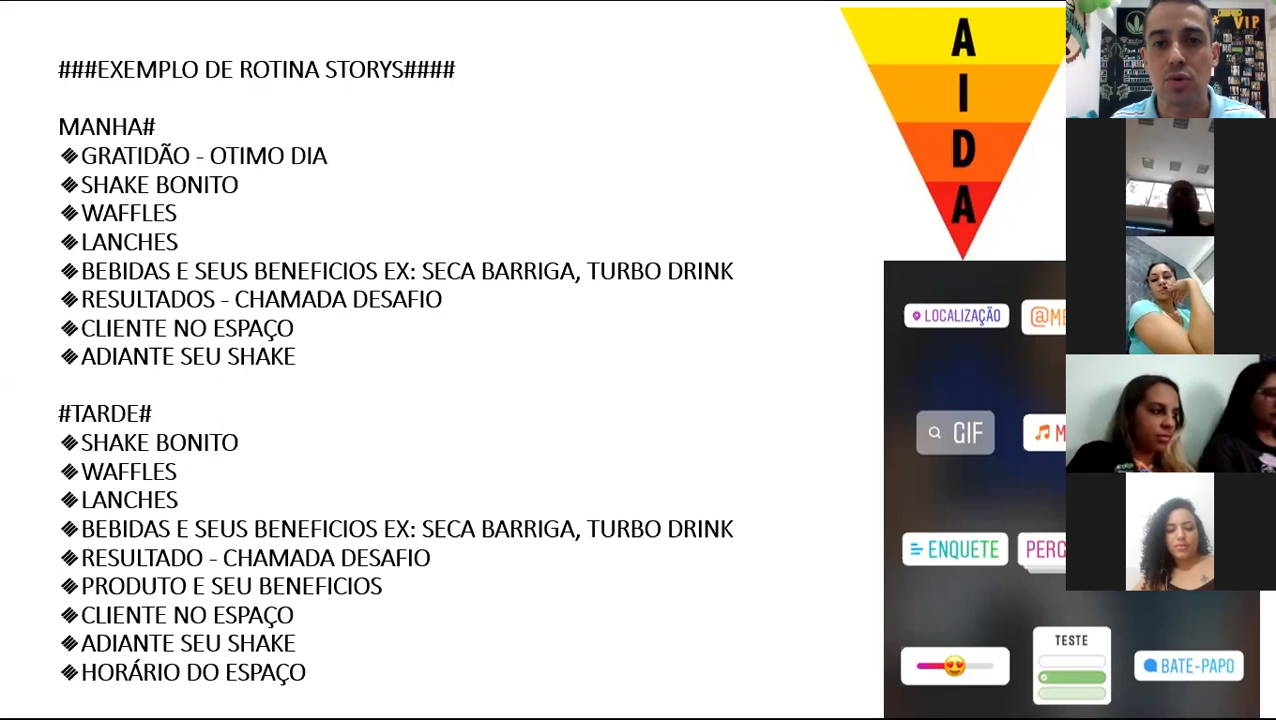 ###EXEMPLO DE ROTINA STORYS####
MANHA#
GRATIDÃO - OTIMO DIA
SHAKE BONITO
WAFFLES
LANCHES
BEBIDAS E SEUS BENEFICIOS EX: SECA BARRIGA, TURBO DRINK
RESULTADOS - CHAMADA DESAFIO
CLIENTE NO ESPAÇO
ADIANTE SEU SHAKE
#TARDE#
SHAKE BONITO
WAFFLES
LANCHES
BEBIDAS E SEUS BENEFICIOS EX: SECA BARRIGA, TURBO DRINK
RESULTADO - CHAMADA DESAFIO
PRODUTO E SEU BENEFICIOS
CLIENTE NO ESPAÇO
ADIANTE SEU SHAKE
HORÁRIO DO ESPAÇO
A
I
D
A
LOCALIZAÇÃO
@ME
GIF
M
ENQUETE
PERG
TESTE
BATE-PAPO
VIP